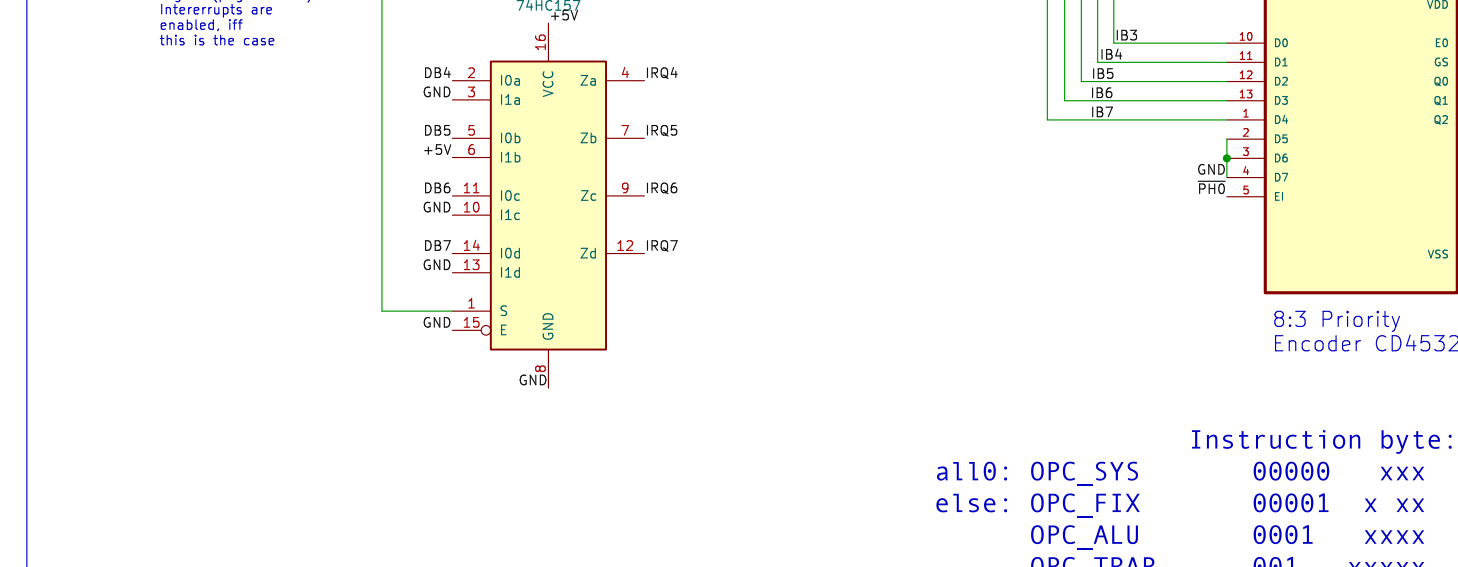 Intererrupts are
enabled, iff
this is the case
74HC157
+5V
16
VCC
DB4 2 I0a Za 4 IRQ4
GND 3 I1a
DB5 5 I0b Zb 7 IRQ5
+5V 6 I1b
DB6 11 I0c Zc 9 IRQ6
GND 10 I1c
DB7 14 I0d Zd 12 IRQ7
GND 13 I1d
1 S
GND 15 E
GND
8
GND
VDD
IB3 10 D0 E0
IB4 11 D1 GS
IB5 12 D2 Q0
IB6 13 D3 Q1
IB7 1 D4 Q2
2 D5
3 D6
GND 4 D7
PH0 5 EI
VSS
8:3 Priority
Encoder CD4532
Instruction byte:
all0: OPC_SYS 00000 xxx
else: OPC_FIX 00001 x xx
OPC_ALU 0001 xxxx
OPC_TRAP 001 xxxxx